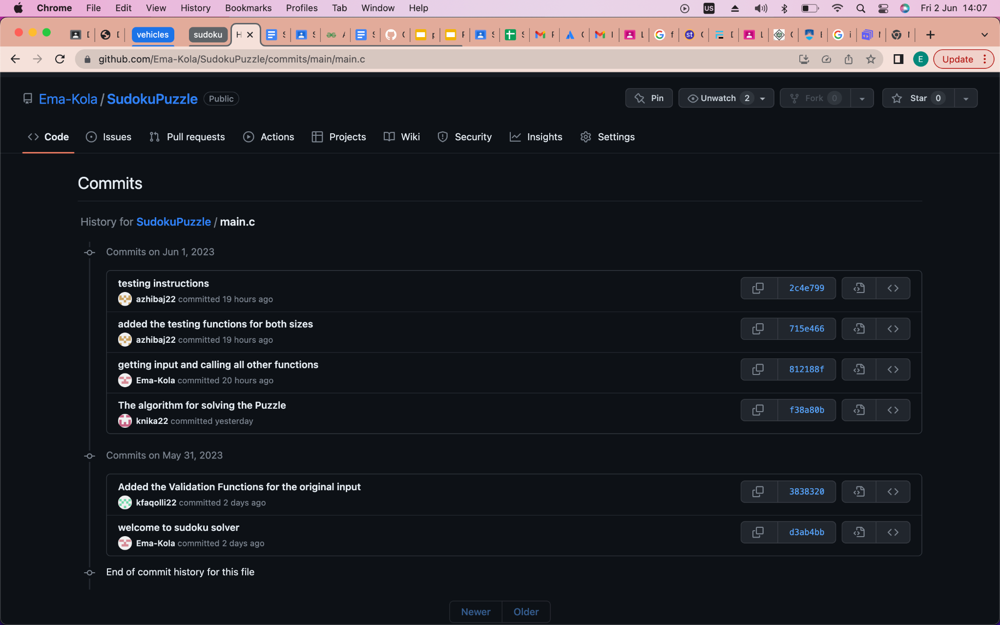 Chrome File Edit View History Bookmarks Profiles Tab Window Help US Fri 2 Jun 14:07
vehicles sudoku H
github.com/Ema-Kola/SudokuPuzzle/commits/main/main.c E Update
Ema-Kola / SudokuPuzzle Public Pin Unwatch 2 Fork 0 Star 0
Code Issues Pull requests Actions Projects Wiki Security Insights Settings
Commits
History for SudokuPuzzle / main.c
Commits on Jun 1, 2023
testing instructions 2c4e799
azhibaj22 committed 19 hours ago
added the testing functions for both sizes 715e466
azhibaj22 committed 19 hours ago
getting input and calling all other functions 812188f
Ema-Kola committed 20 hours ago
The algorithm for solving the Puzzle f38a80b
knika22 committed yesterday
Commits on May 31, 2023
Added the Validation Functions for the original input 3838320
kfaqolli22 committed 2 days ago
welcome to sudoku solver d3ab4bb
Ema-Kola committed 2 days ago
End of commit history for this file
Newer Older